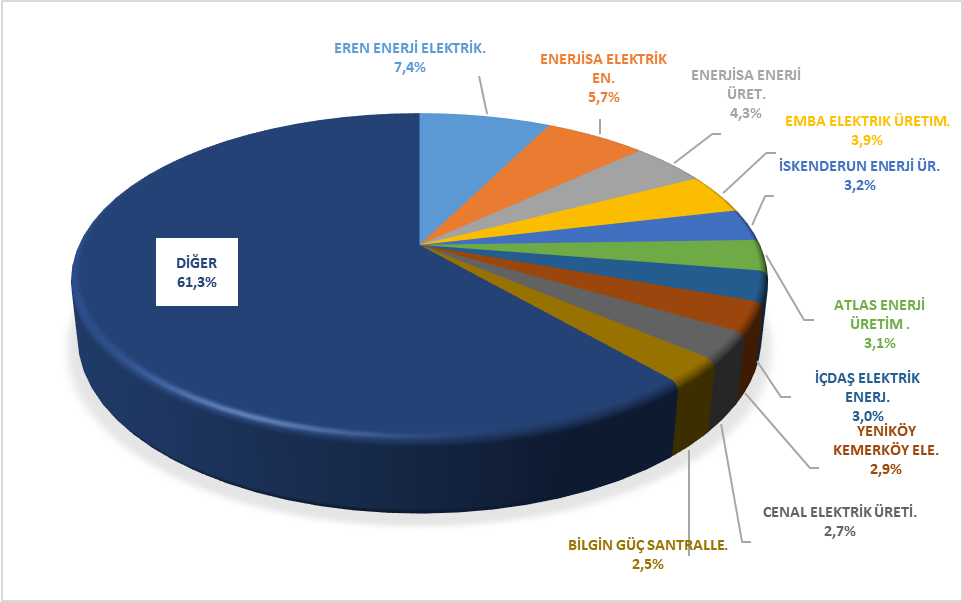 EREN ENERJİ ELEKTRİK.
7,4%
ENERJİSA ELEKTRİK
EN.
5,7%
ENERJİSA ENERJİ
ÜRET.
4,3%
EMBA ELEKTRIK ÜRETIM.
3,9%
İSKENDERUN ENERJİ ÜR.
3,2%
ATLAS ENERJİ
ÜRETİM .
3,1%
İÇDAŞ ELEKTRİK
ENERJ.
3,0%
YENİKÖY
KEMERKÖY ELE.
2,9%
CENAL ELEKTRİK ÜRETİ.
2,7%
BİLGİN GÜÇ SANTRALLE.
2,5%
DİĞER
61,3%